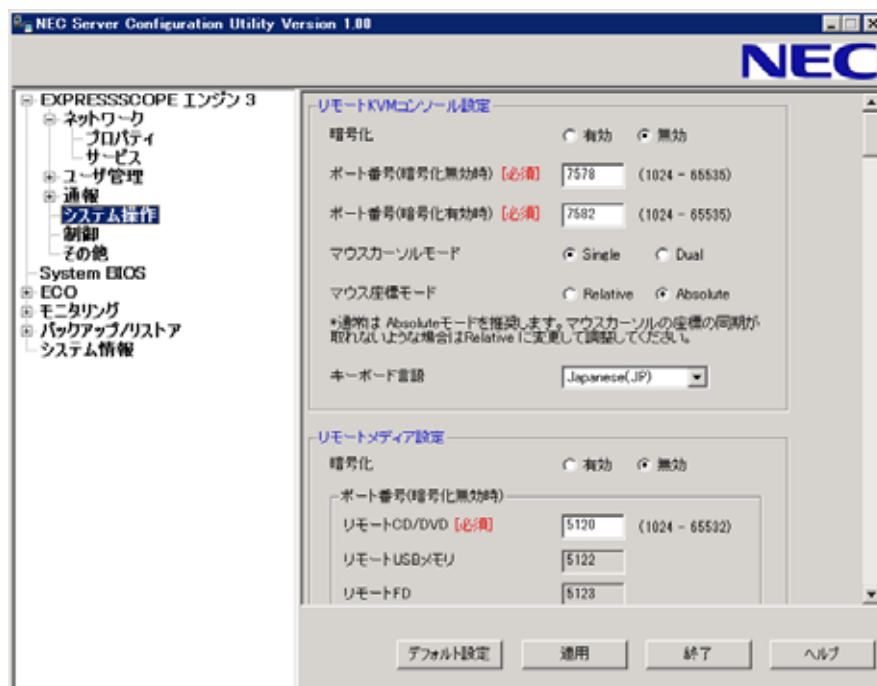 NEC Server Configuration Utility Version 1.00
NEC
EXPRESSSCOPE エンジン 3
ネットワーク
プロパティ
サービス
ユーザ管理
通報
システム操作
制御
その他
System BIOS
ECO
モニタリング
バックアップ/リストア
システム情報
リモートKVMコンソール設定
暗号化 有効 無効
ポート番号(暗号化無効時) [必須] 7578 (1024 - 65535)
ポート番号(暗号化有効時) [必須] 7582 (1024 - 65535)
マウスカーソルモード Single Dual
マウス座標モード Relative Absolute
*通常は Absoluteモードを推奨します。マウスカーソルの座標の同期が
取れないような場合はRelative に変更して調整してください。
キーボード言語 Japanese(JP)
リモートメディア設定
暗号化 有効 無効
ポート番号(暗号化無効時)
リモートCD/DVD [必須] 5120 (1024 - 65532)
リモートUSBメモリ 5122
リモートFD 5123
デフォルト設定 適用 終了 ヘルプ